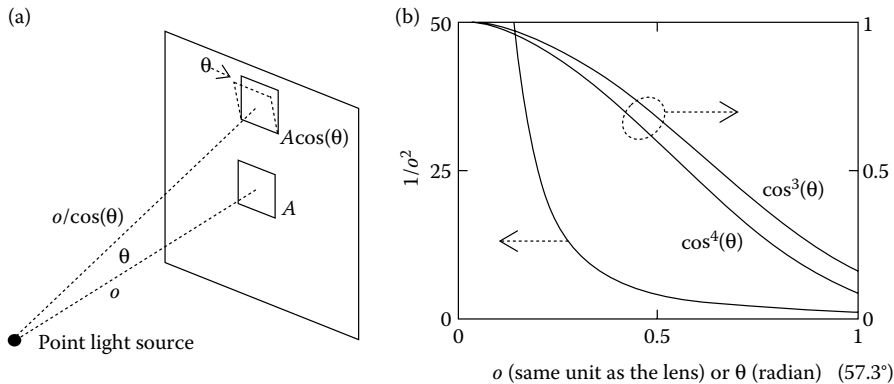 (a)
θ
Acos(θ)
A
o/cos(θ)
θ
o
Point light source
(b)
50
25
0
1/o²
1
0.5
0
cos³(θ)
cos⁴(θ)
0
0.5
1
o (same unit as the lens) or θ (radian) (57.3°)